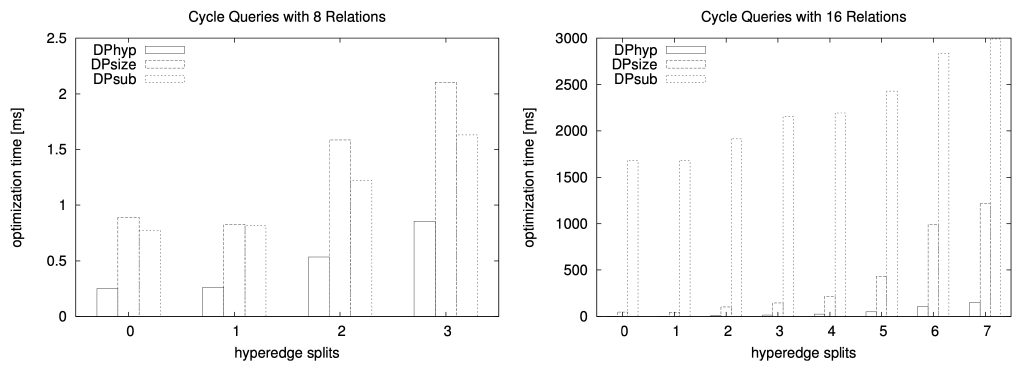 Cycle Queries with 8 Relations
2.5
2
1.5
1
0.5
0
DPhyp
DPsize
DPsub
optimization time [ms]
0 1 2 3
hyperedge splits
Cycle Queries with 16 Relations
3000
2500
2000
1500
1000
500
0
DPhyp
DPsize
DPsub
optimization time [ms]
0 1 2 3 4 5 6 7
hyperedge splits